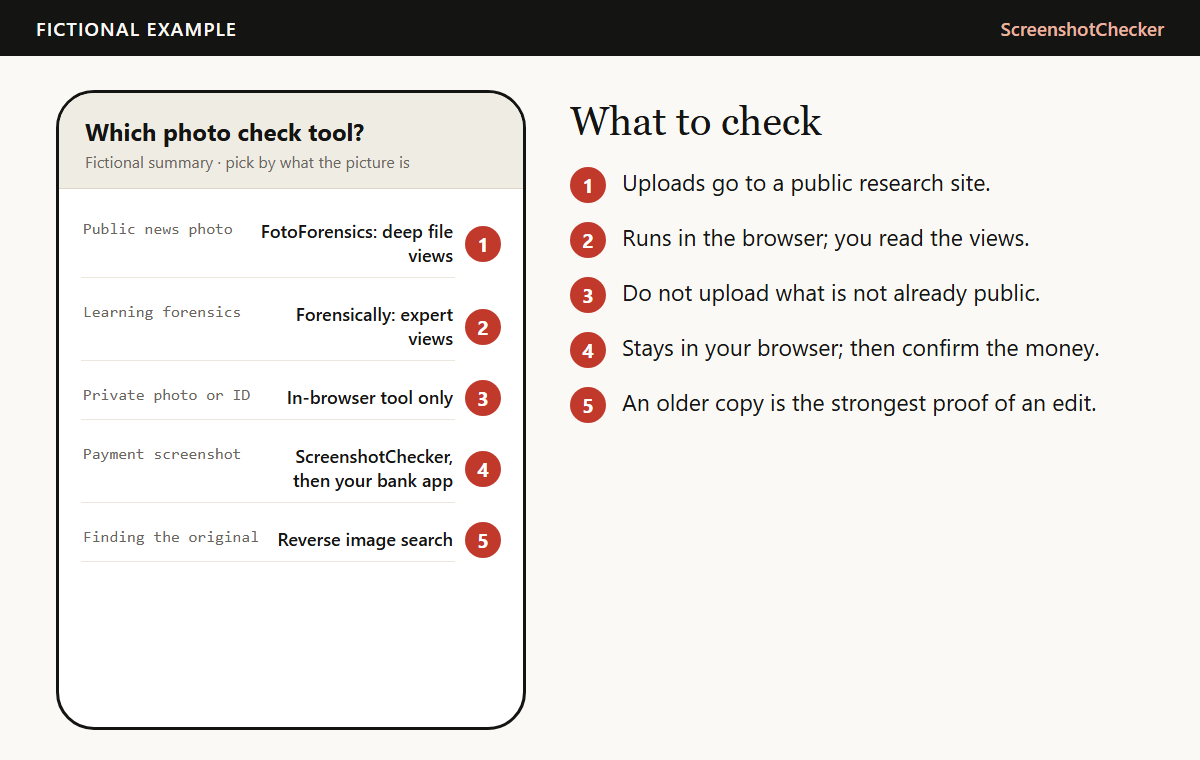 FICTIONAL EXAMPLE
ScreenshotChecker
Which photo check tool?
Fictional summary · pick by what the picture is
Public news photo
FotoForensics: deep file
views
1
Learning forensics
Forensically: expert
views
2
Private photo or ID
In-browser tool only
3
Payment screenshot
ScreenshotChecker,
then your bank app
4
Finding the original
Reverse image search
5
What to check
1 Uploads go to a public research site.
2 Runs in the browser; you read the views.
3 Do not upload what is not already public.
4 Stays in your browser; then confirm the money.
5 An older copy is the strongest proof of an edit.